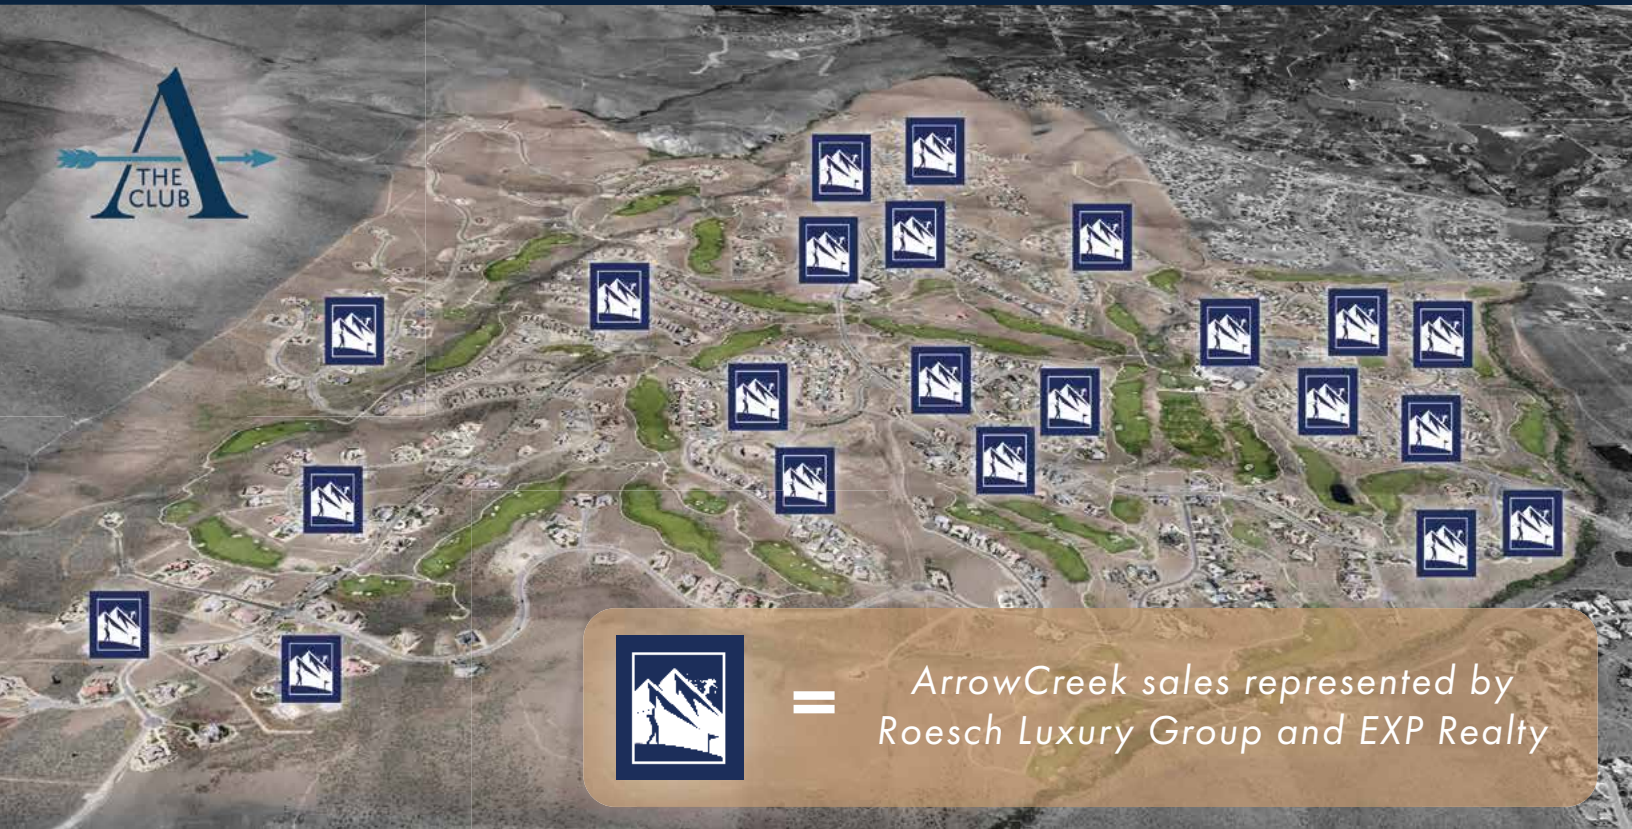 A
THE
CLUB
=
ArrowCreek sales represented by
Roesch Luxury Group and EXP Realty